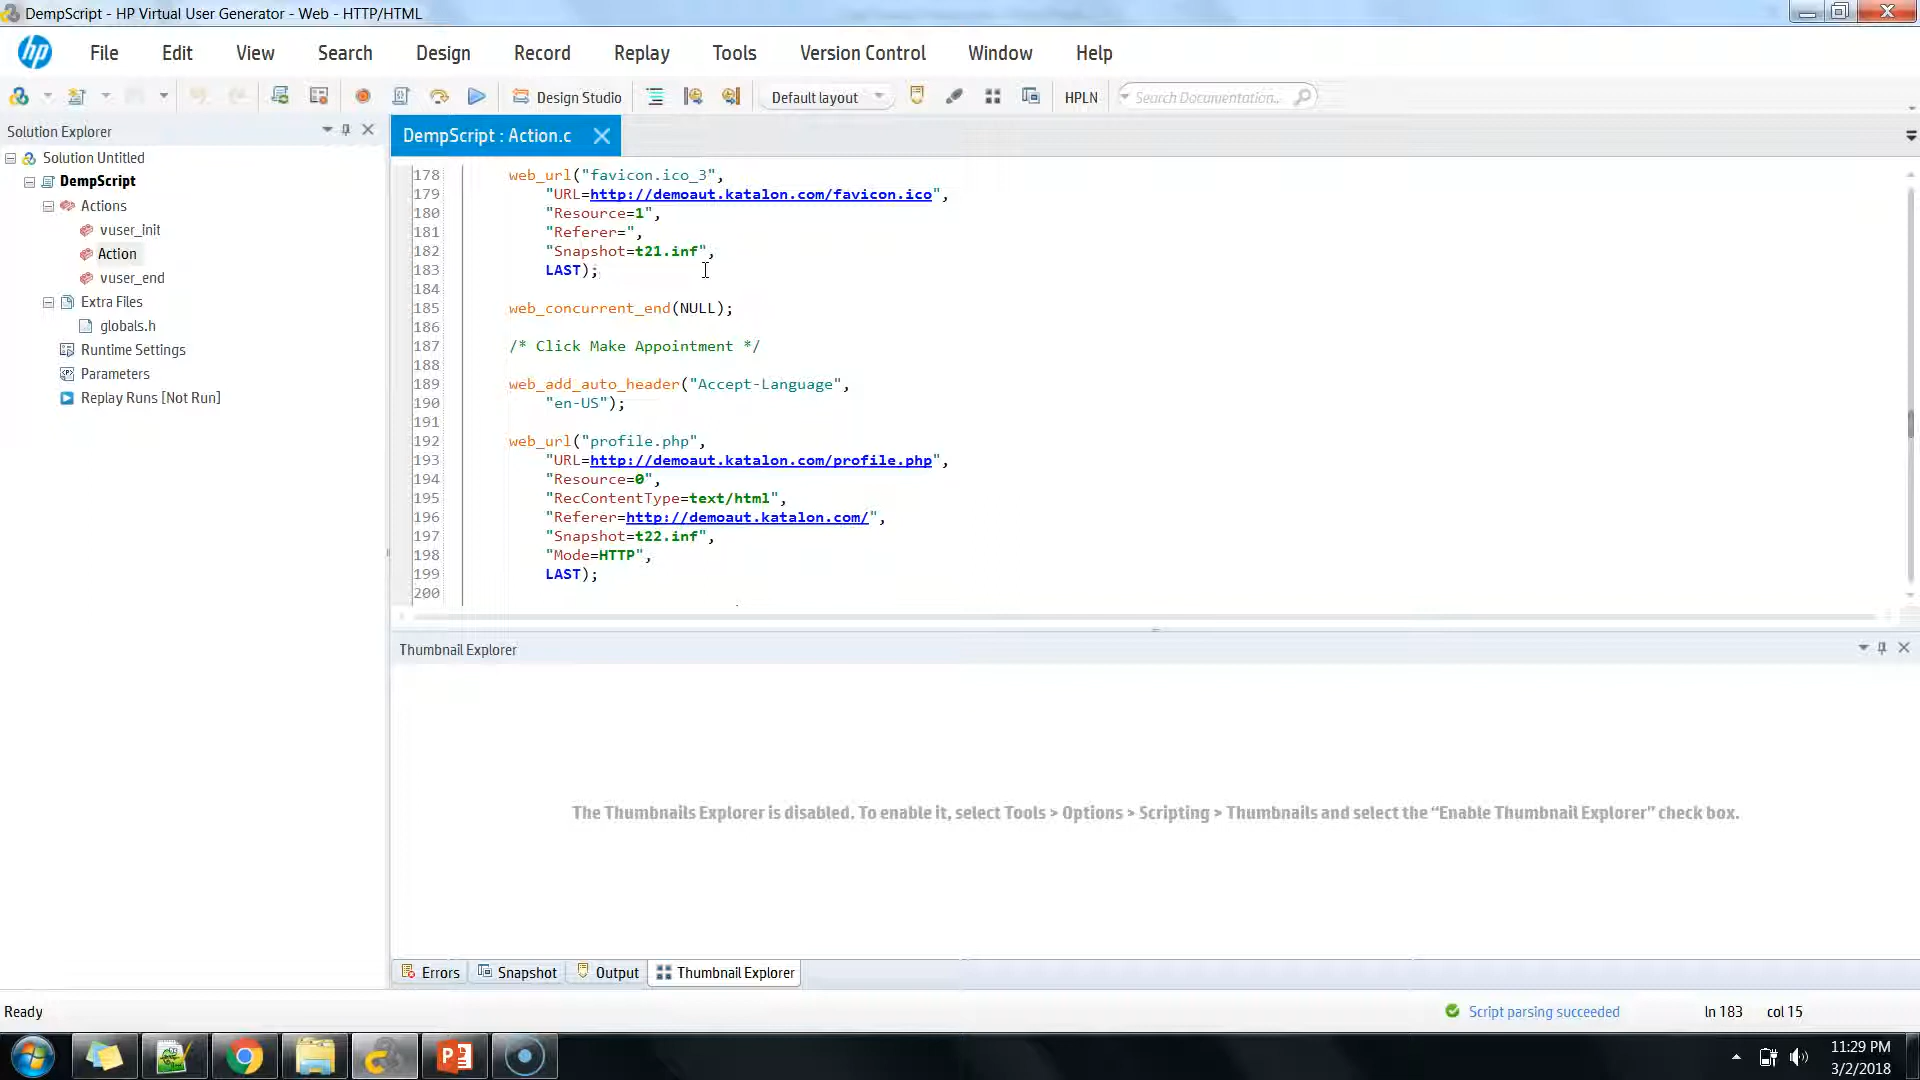 DempScript - HP Virtual User Generator - Web - HTTP/HTML
hp File Edit View Search Design Record Replay Tools Version Control Window Help
Design Studio Default layout HPLN Search Documentation...
Solution Explorer
Solution Untitled
DempScript
Actions
vuser_init
Action
vuser_end
Extra Files
globals.h
Runtime Settings
Parameters
Replay Runs [Not Run]
DempScript : Action.c
178 web_url("favicon.ico_3",
179 "URL=http://demoaut.katalon.com/favicon.ico",
180 "Resource=1",
181 "Referer=",
182 "Snapshot=t21.inf",
183 LAST);
184
185 web_concurrent_end(NULL);
186
187 /* Click Make Appointment */
188
189 web_add_auto_header("Accept-Language",
190 "en-US");
191
192 web_url("profile.php",
193 "URL=http://demoaut.katalon.com/profile.php",
194 "Resource=0",
195 "RecContentType=text/html",
196 "Referer=http://demoaut.katalon.com/",
197 "Snapshot=t22.inf",
198 "Mode=HTTP",
199 LAST);
200
Thumbnail Explorer
The Thumbnails Explorer is disabled. To enable it, select Tools > Options > Scripting > Thumbnails and select the “Enable Thumbnail Explorer” check box.
Errors Snapshot Output Thumbnail Explorer
Ready Script parsing succeeded ln 183 col 15
11:29 PM
3/2/2018